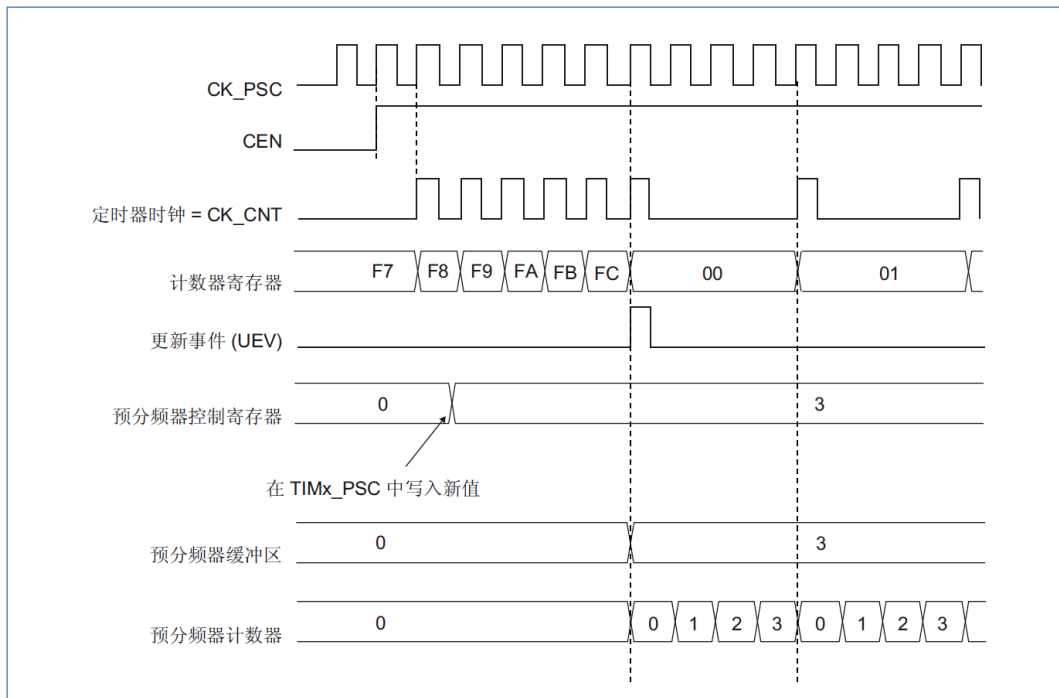 CK_PSC
CEN
定时器时钟 = CK_CNT
计数器寄存器
F7 F8 F9 FA FB FC 00 01
更新事件 (UEV)
预分频器控制寄存器
0 3
在 TIMx_PSC 中写入新值
预分频器缓冲区
0 3
预分频器计数器
0 0 1 2 3 0 1 2 3